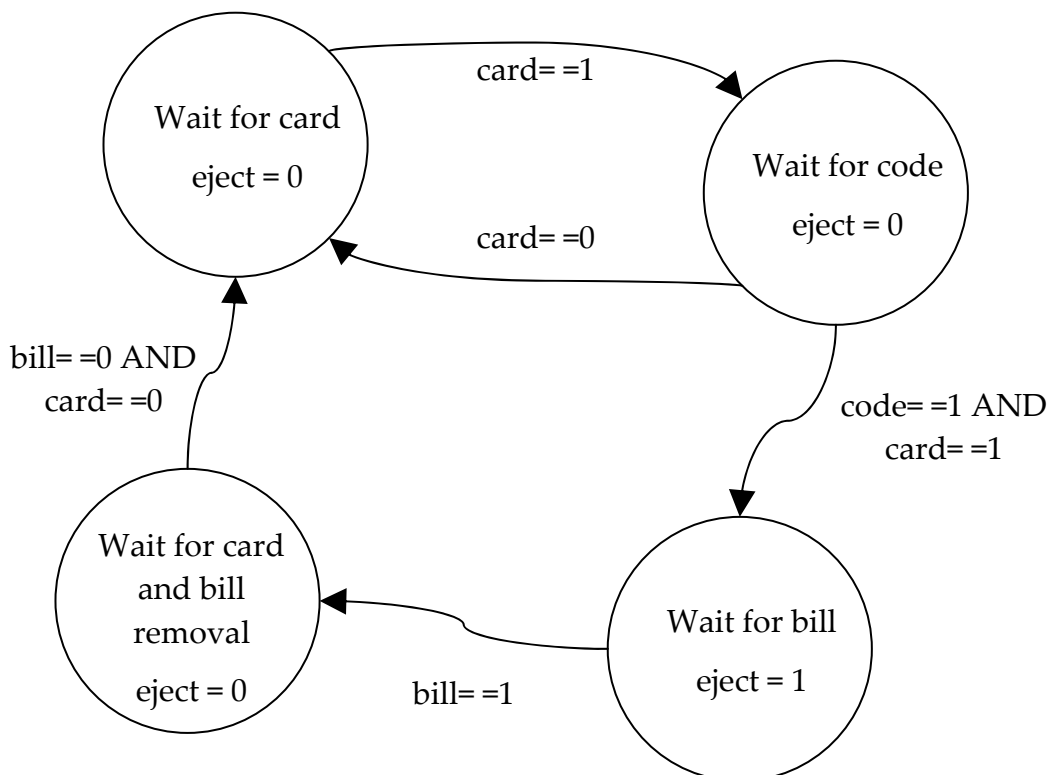 card= =1
Wait for card
eject = 0
Wait for code
eject = 0
card= =0
bill= =0 AND
card= =0
code= =1 AND
card= =1
Wait for card
and bill
removal
eject = 0
Wait for bill
eject = 1
bill= =1